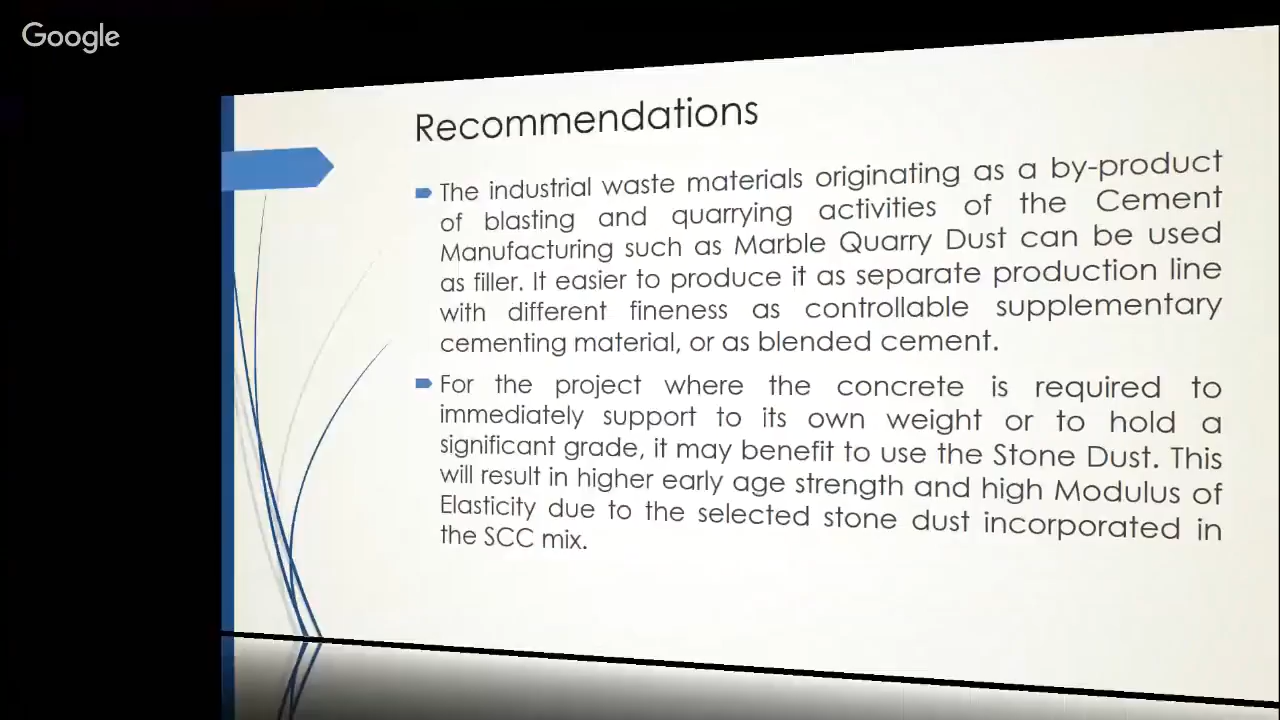 Google
Recommendations
The industrial waste materials originating as a by-product
of blasting and quarrying activities of the Cement
Manufacturing such as Marble Quarry Dust can be used
as filler. It easier to produce it as separate production line
with different fineness as controllable supplementary
cementing material, or as blended cement.
For the project where the concrete is required to
immediately support to its own weight or to hold a
significant grade, it may benefit to use the Stone Dust. This
will result in higher early age strength and high Modulus of
Elasticity due to the selected stone dust incorporated in
the SCC mix.